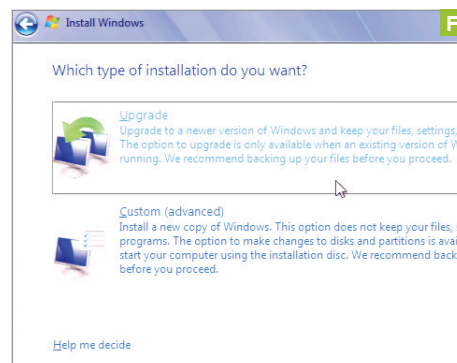 Install Windows
F
Which type of installation do you want?
Upgrade
Upgrade to a newer version of Windows and keep your files, settings,
The option to upgrade is only available when an existing version of W
running. We recommend backing up your files before you proceed.
Custom (advanced)
Install a new copy of Windows. This option does not keep your files,
programs. The option to make changes to disks and partitions is avai
start your computer using the installation disc. We recommend back
before you proceed.
Help me decide